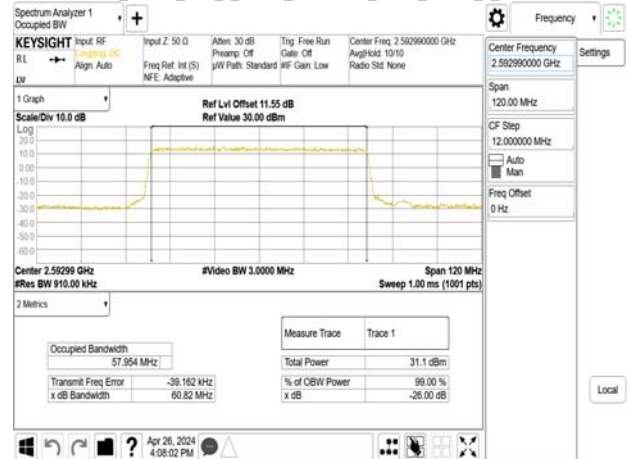 Spectrum Analyzer 1
Occupied BW
+
Frequency
KEYSIGHT
Input: RF
Coupling: DC
Align: Auto
Input Z: 50 Ω
Freq Ref: Int (S)
NFE: Adaptive
Atten: 30 dB
Preamp: Off
µW Path: Standard
Trig: Free Run
Gate: Off
#IF Gain: Low
Center Freq: 2.592990000 GHz
Avg|Hold: 10/10
Radio Std: None
RL
Center Frequency
2.592990000 GHz
Settings
Span
120.00 MHz
CF Step
12.000000 MHz
Auto
Man
Freq Offset
0 Hz
Local
1 Graph
Scale/Div 10.0 dB
Ref Lvl Offset 11.55 dB
Ref Value 30.00 dBm
Log
20.0
10.0
0.00
-10.0
-20.0
-30.0
-40.0
-50.0
-60.0
Center 2.59299 GHz
#Res BW 910.00 kHz
#Video BW 3.0000 MHz
Span 120 MHz
Sweep 1.00 ms (1001 pts)
2 Metrics
Measure Trace Trace 1
Occupied Bandwidth
57.954 MHz
Total Power 31.1 dBm
Transmit Freq Error -39.162 kHz
% of OBW Power 99.00 %
x dB Bandwidth 60.82 MHz
x dB -26.00 dB
?
Apr 26, 2024
4:08:02 PM